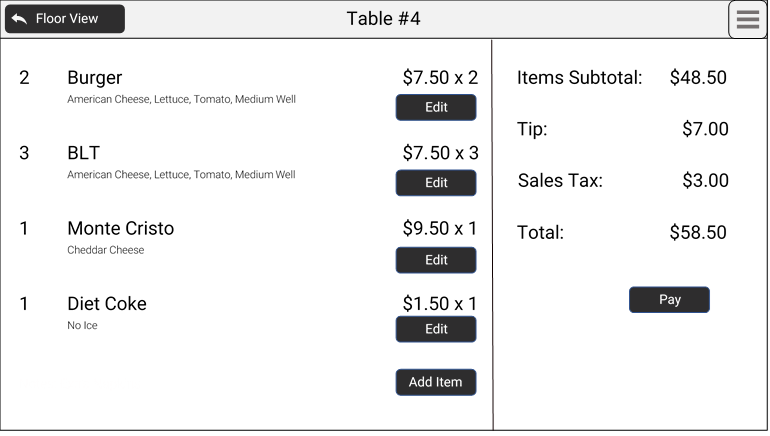 Floor View
Table #4
2 Burger $7.50 x 2
American Cheese, Lettuce, Tomato, Medium Well
Edit
3 BLT $7.50 x 3
American Cheese, Lettuce, Tomato, Medium Well
Edit
1 Monte Cristo $9.50 x 1
Cheddar Cheese
Edit
1 Diet Coke $1.50 x 1
No Ice
Edit
Add Item
Items Subtotal: $48.50
Tip: $7.00
Sales Tax: $3.00
Total: $58.50
Pay